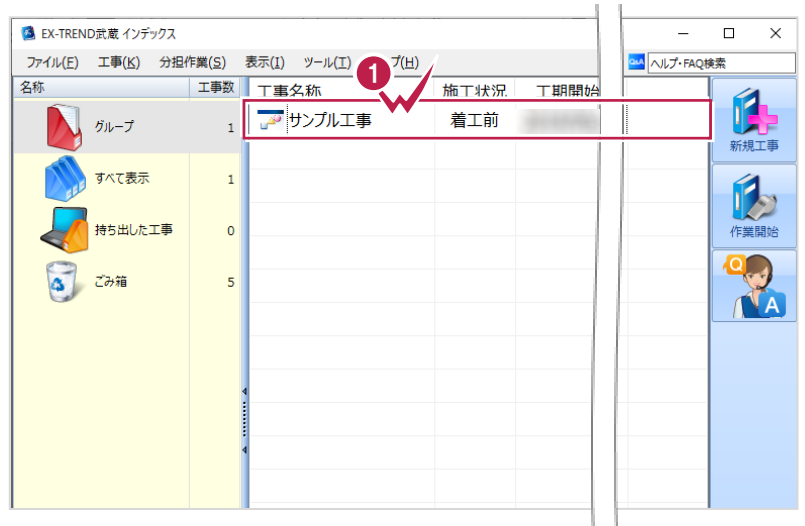 EX-TREND武蔵 インデックス
ファイル(F) 工事(K) 分担作業(S) 表示(I) ツール(T) プ(H) Q&A ヘルプ・FAQ検索
名称 工事数 工事名称 施工状況 工期開始
1
グループ 1 サンプル工事 着工前
新規工事
すべて表示 1
持ち出した工事 0 作業開始
ごみ箱 5
Q
A